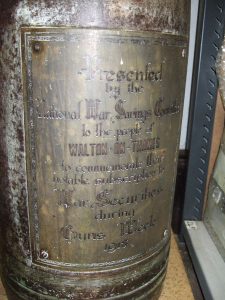 Presented
by the
National War Savings Committee
to the people of
WALTON-ON-THAMES
to commemorate their
notable subscription to
War Securities
during
Guns Week
1918.